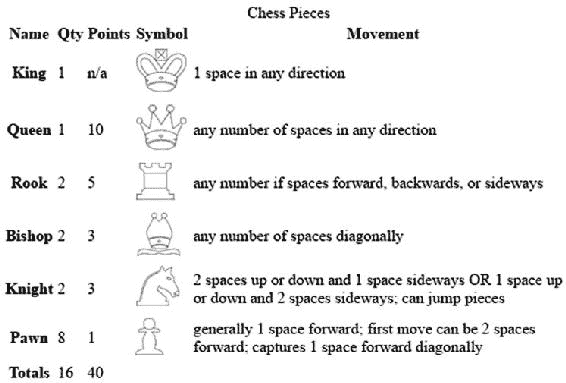 Chess Pieces
Name Qty Points Symbol Movement
King 1 n/a 1 space in any direction
Queen 1 10 any number of spaces in any direction
Rook 2 5 any number if spaces forward, backwards, or sideways
Bishop 2 3 any number of spaces diagonally
Knight 2 3 2 spaces up or down and 1 space sideways OR 1 space up
or down and 2 spaces sideways; can jump pieces
Pawn 8 1 generally 1 space forward; first move can be 2 spaces
forward; captures 1 space forward diagonally
Totals 16 40